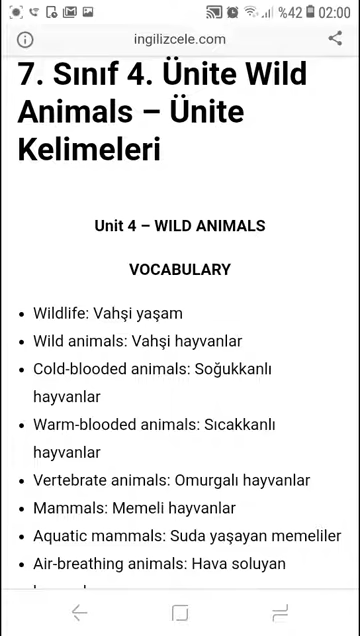 %42 02:00
ingilizcele.com
7. Sınıf 4. Ünite Wild
Animals – Ünite
Kelimeleri
Unit 4 – WILD ANIMALS
VOCABULARY
• Wildlife: Vahşi yaşam
• Wild animals: Vahşi hayvanlar
• Cold-blooded animals: Soğukkanlı
hayvanlar
• Warm-blooded animals: Sıcakkanlı
hayvanlar
• Vertebrate animals: Omurgalı hayvanlar
• Mammals: Memeli hayvanlar
• Aquatic mammals: Suda yaşayan memeliler
• Air-breathing animals: Hava soluyan